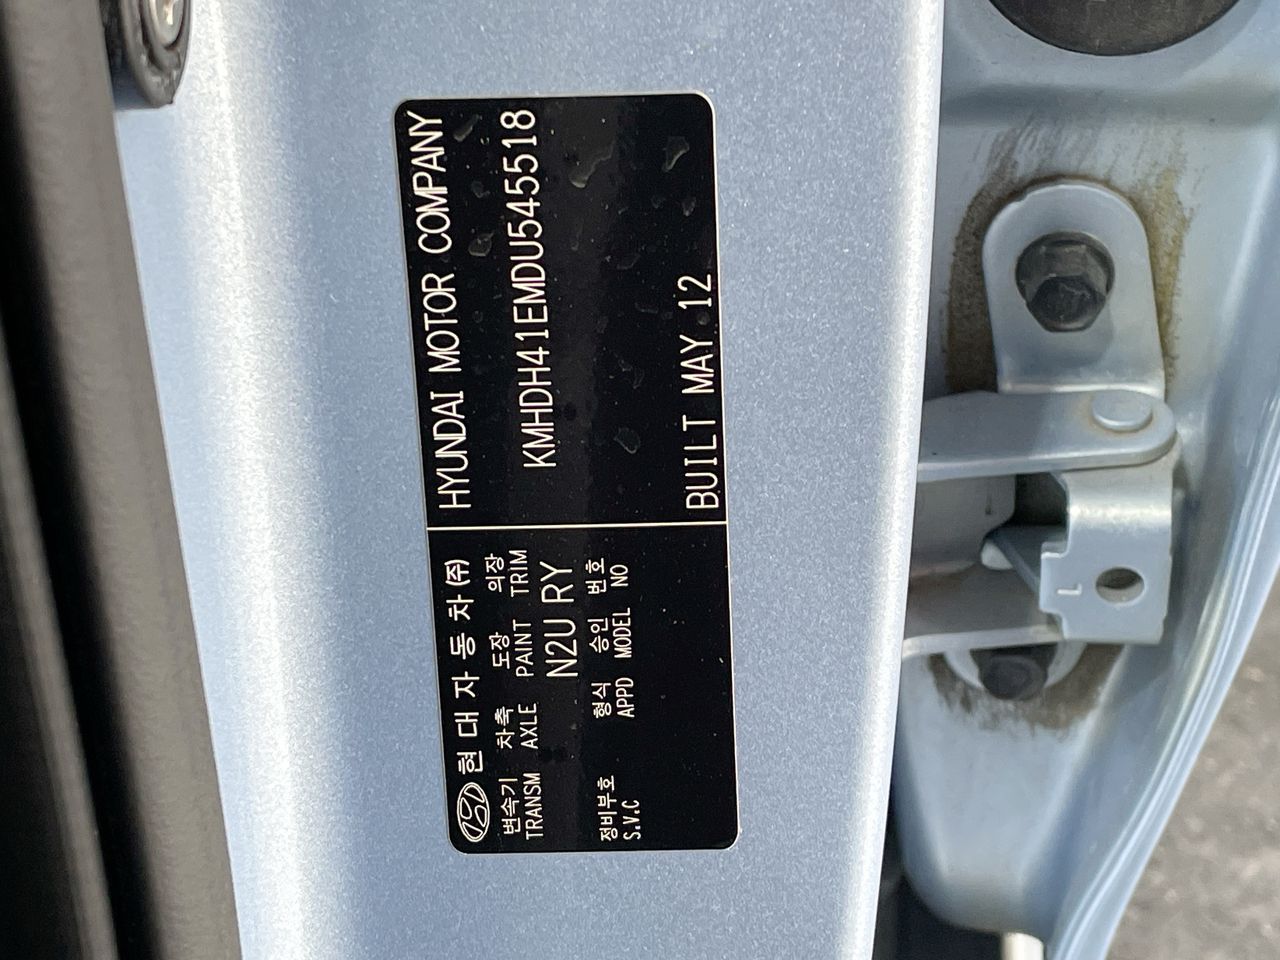 현대자동차(주)
변속기 차축 도장 의장
TRANSM AXLE PAINT TRIM
N2U RY
정비부호 형식 승인 번호
S.V.C APPD MODEL NO
HYUNDAI MOTOR COMPANY
KMHDH41EMDU545518
BUILT MAY.12
L